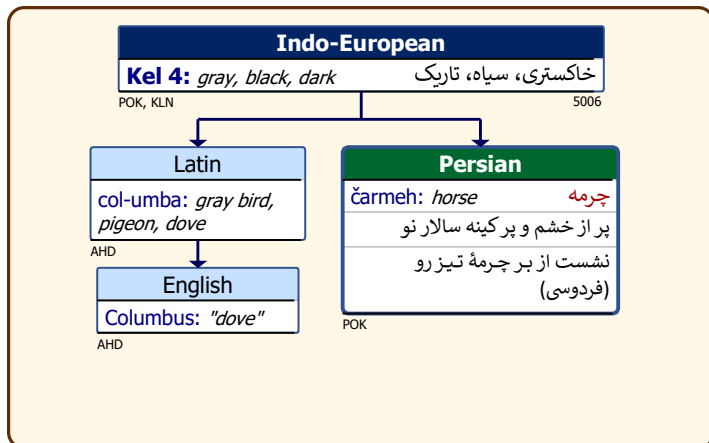 Indo-European
Kel 4: gray, black, dark خاکستری، سیاه، تاریک
POK, KLN 5006
Latin
col-umba: gray bird,
pigeon, dove
AHD
English
Columbus: "dove"
AHD
Persian
čarmeh: horse چرمه
پر از خشم و پر کینه سالار نو
نشست از بر چرمهٔ تیز رو
(فردوسی)
POK